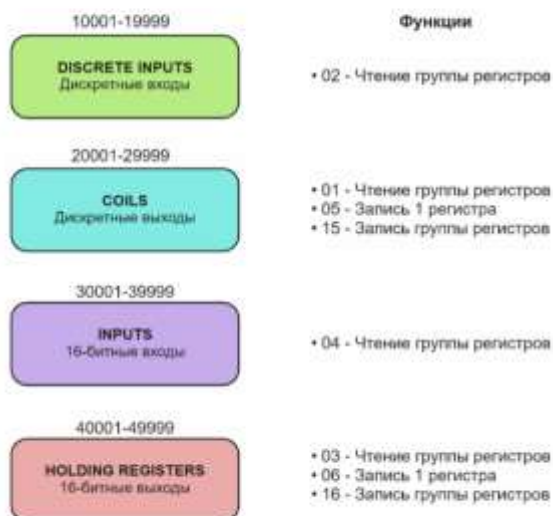 10001-19999
Функции
DISCRETE INPUTS
Дискретные входы
• 02 - Чтение группы регистров
20001-29999
COILS
Дискретные выходы
• 01 - Чтение группы регистров
• 05 - Запись 1 регистра
• 15 - Запись группы регистров
30001-39999
INPUTS
16-битные входы
• 04 - Чтение группы регистров
40001-49999
HOLDING REGISTERS
16-битные выходы
• 03 - Чтение группы регистров
• 06 - Запись 1 регистра
• 16 - Запись группы регистров